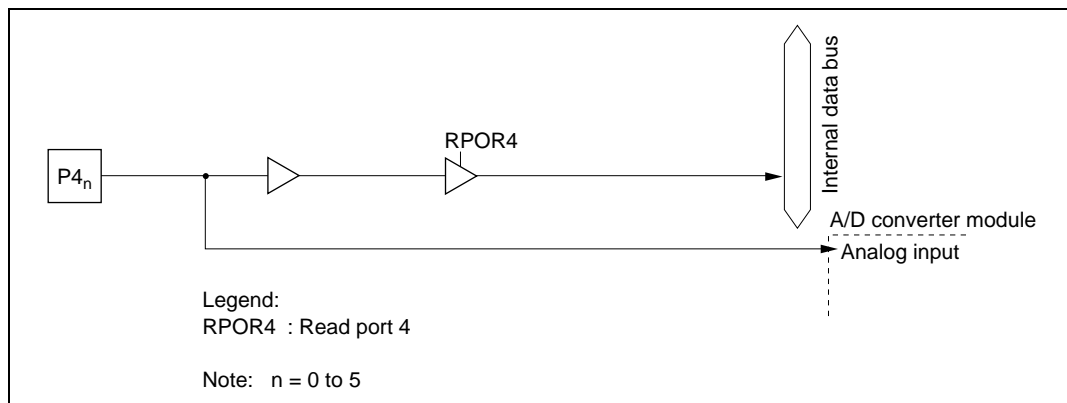 RPOR4
P4n
Internal data bus
A/D converter module
Analog input
Legend:
RPOR4 : Read port 4
Note: n = 0 to 5